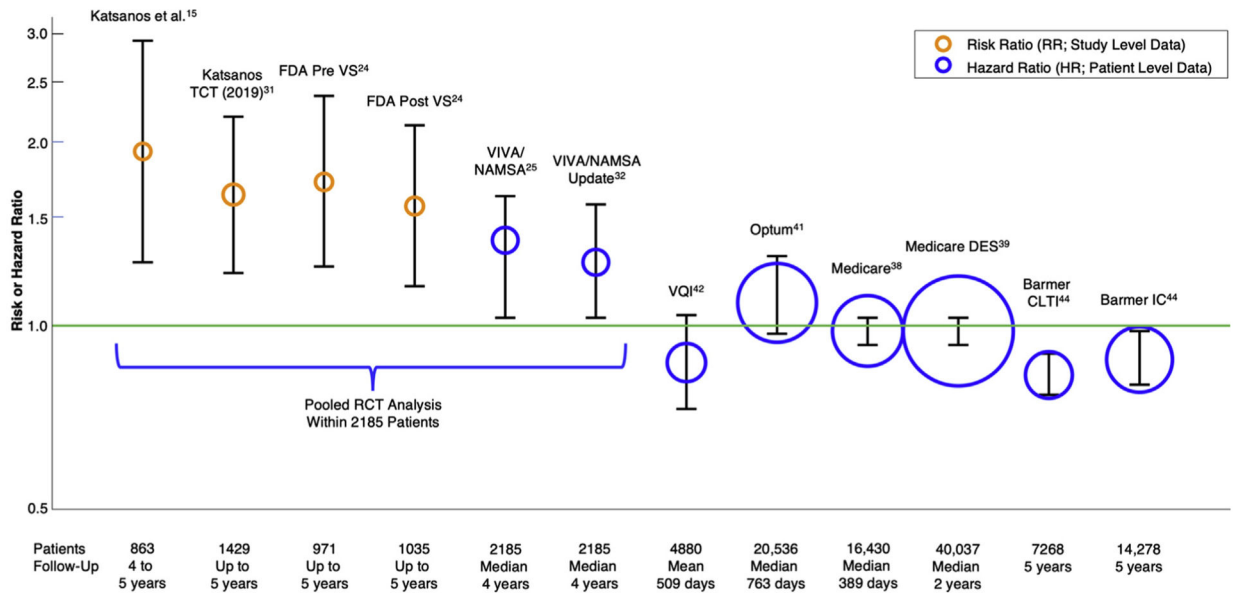 Katsanos et al.15
Katsanos
TCT (2019)31
FDA Pre VS24
FDA Post VS24
VIVA/
NAMSA25
VIVA/NAMSA
Update32
VQI42
Optum41
Medicare38
Medicare DES39
Barmer
CLTI44
Barmer IC44
Risk Ratio (RR; Study Level Data)
Hazard Ratio (HR; Patient Level Data)
Risk or Hazard Ratio
3.0
2.5
2.0
1.5
1.0
0.5
Pooled RCT Analysis
Within 2185 Patients
Patients 863 1429 971 1035 2185 2185 4880 20,536 16,430 40,037 7268 14,278
Follow-Up 4 to Up to Up to Up to Median Median Mean Median Median Median 5 years 5 years
5 years 5 years 5 years 5 years 4 years 4 years 509 days 763 days 389 days 2 years